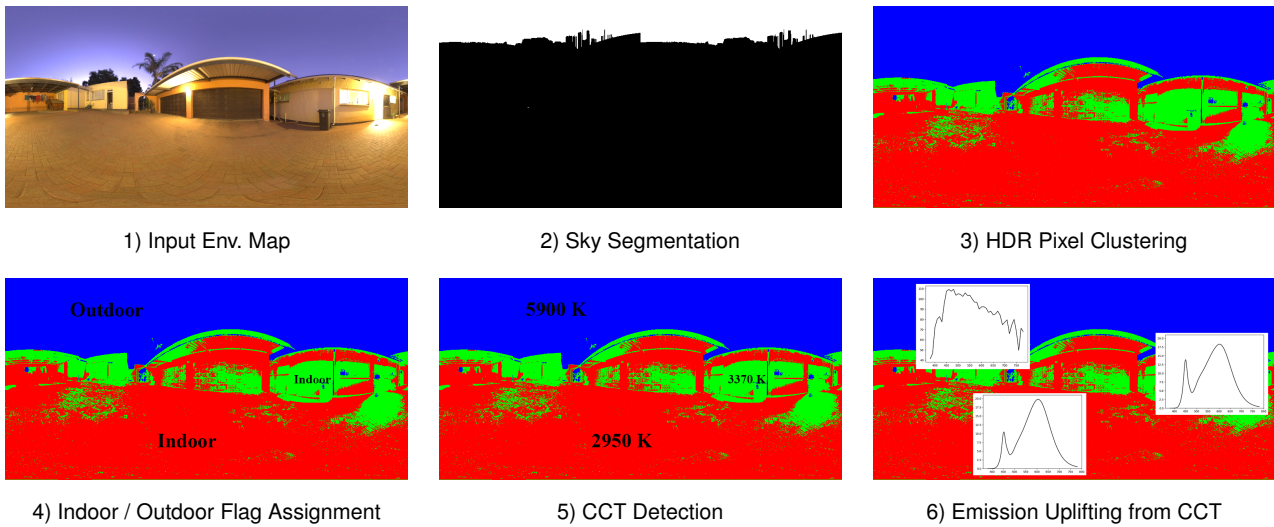 1) Input Env. Map
2) Sky Segmentation
3) HDR Pixel Clustering
Outdoor
Indoor
Indoor
5900 K
3370 K
2950 K
4) Indoor / Outdoor Flag Assignment
5) CCT Detection
6) Emission Uplifting from CCT